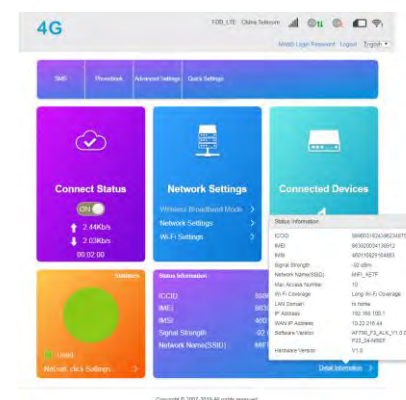 4G
FDD_LTE China Telecom
Modify Login Password Logout English
SMS Phonebook Advanced Settings Quick Settings
Connect Status
ON
2.44Kb/s
2.03Kb/s
00:02:00
Network Settings
Wireless Broadband Mode >
Network Settings >
Wi-Fi Settings >
Connected Devices
Status Information
ICCID
IMEI
IMSI
Signal Strength -92 dBm
Network Name(SSID) MIFI_4E7F
Max Access Number 10
Wi-Fi Coverage Long Wi-Fi Coverage
LAN Domain m.home
IP Address 192.168.100.1
WAN IP Address
Software Version
Hardware Version V1.0
Statistics
Used
Not set, click Settings
Status Information
ICCID
IMEI
IMSI
Signal Strength
Network Name(SSID)
Detail Information >